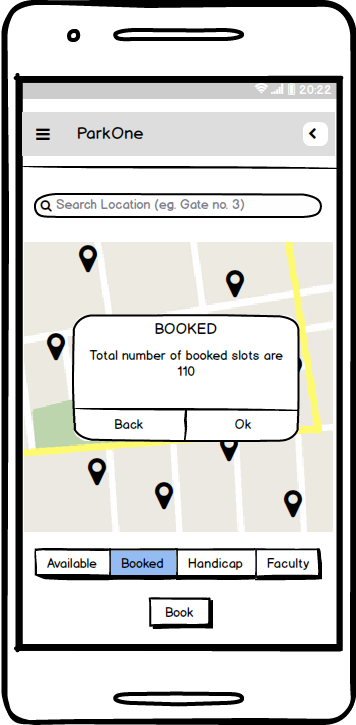 20:22
ParkOne
Search Location (eg. Gate no. 3)
BOOKED
Total number of booked slots are
110
Back Ok
Available Booked Handicap Faculty
Book